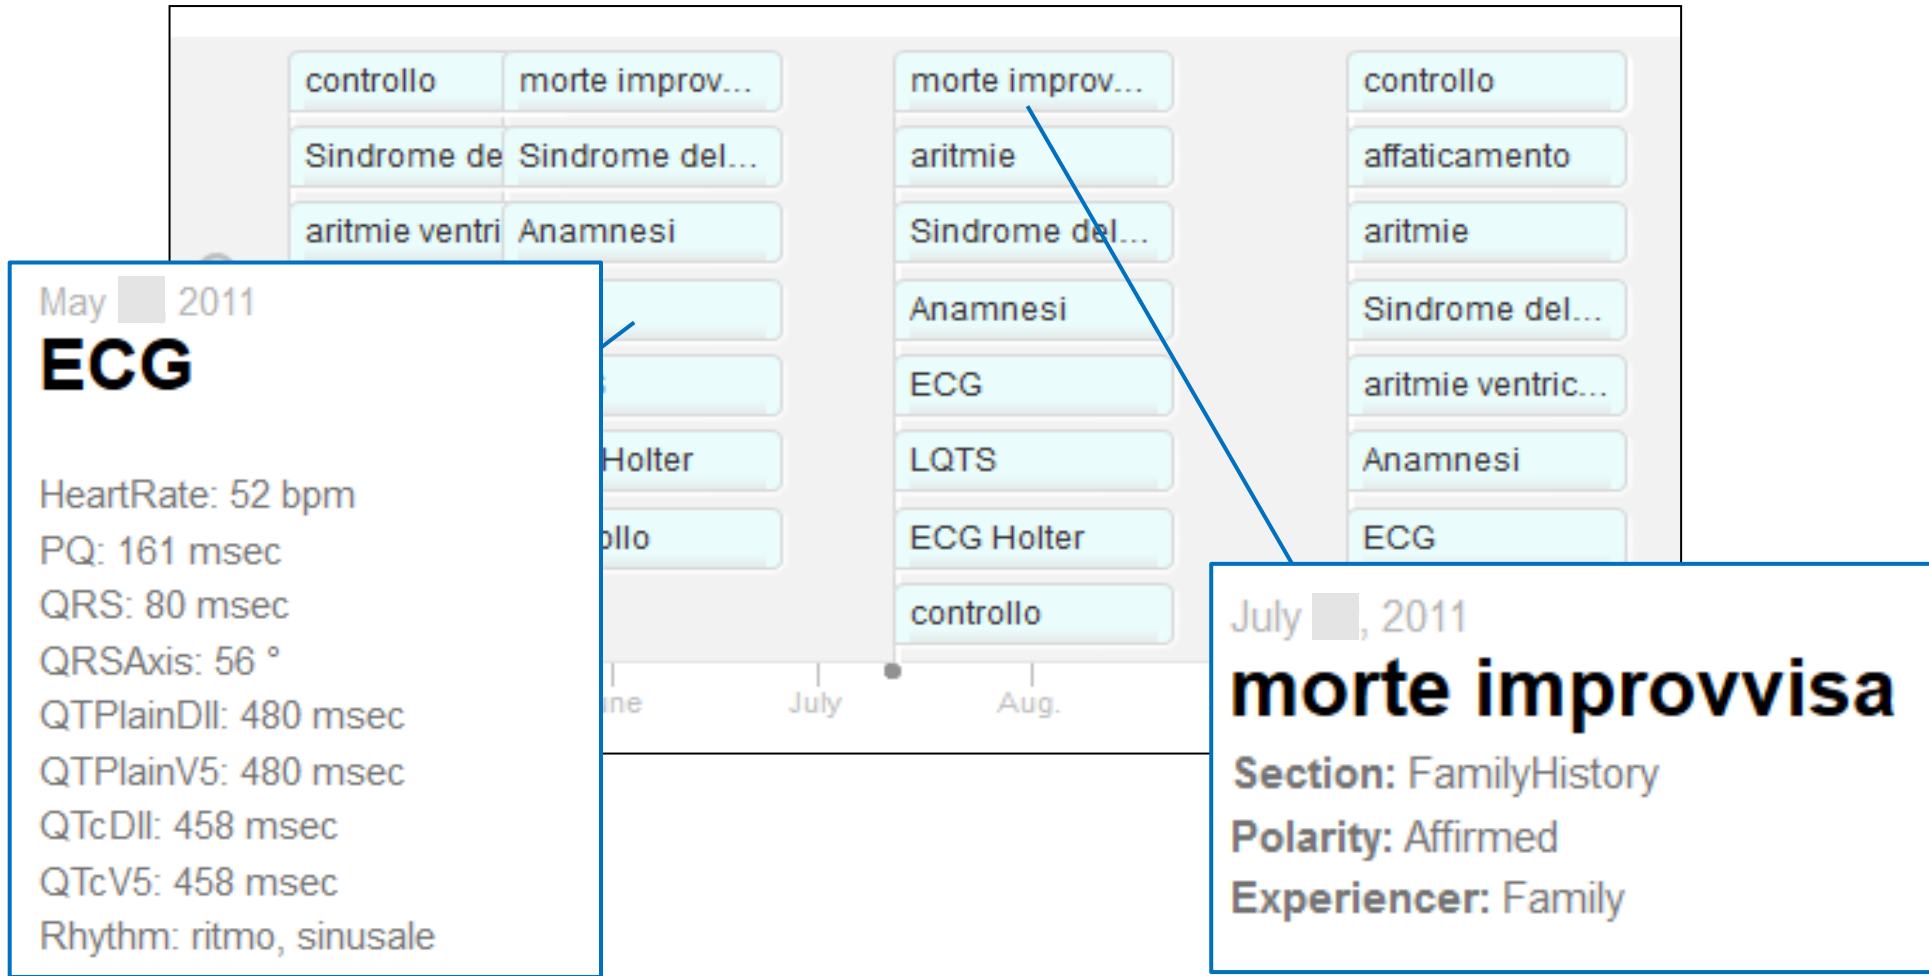 controllo
Sindrome de
aritmie ventri
morte improv...
Sindrome del...
Anamnesi
Holter
ollo
morte improv...
aritmie
Sindrome del...
Anamnesi
ECG
LQTS
ECG Holter
controllo
controllo
affaticamento
aritmie
Sindrome del...
aritmie ventric...
Anamnesi
ECG
ne
July
Aug.
May 2011
ECG
HeartRate: 52 bpm
PQ: 161 msec
QRS: 80 msec
QRSAxis: 56 °
QTPlainDII: 480 msec
QTPlainV5: 480 msec
QTcDII: 458 msec
QTcV5: 458 msec
Rhythm: ritmo, sinusale
July , 2011
morte improvvisa
Section: FamilyHistory
Polarity: Affirmed
Experiencer: Family